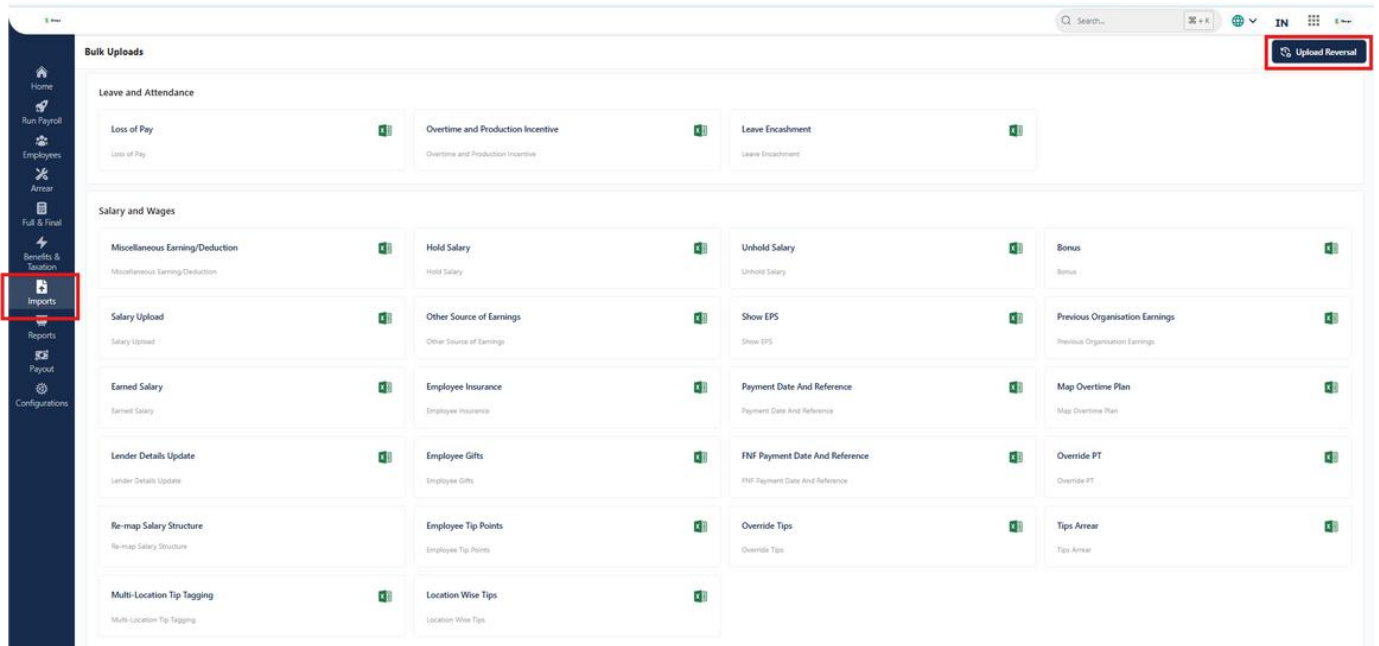 Search...
⌘ + K
IN
Bulk Uploads
Upload Reversal
Home
Run Payroll
Employees
Arrear
Full & Final
Benefits &
Taxation
Imports
Reports
Payout
Configurations
Leave and Attendance
Loss of Pay
Loss of Pay
Overtime and Production Incentive
Overtime and Production Incentive
Leave Encashment
Leave Encashment
Salary and Wages
Miscellaneous Earning/Deduction
Miscellaneous Earning/Deduction
Hold Salary
Hold Salary
Unhold Salary
Unhold Salary
Bonus
Bonus
Salary Upload
Salary Upload
Other Source of Earnings
Other Source of Earnings
Show EPS
Show EPS
Previous Organisation Earnings
Previous Organisation Earnings
Earned Salary
Earned Salary
Employee Insurance
Employee Insurance
Payment Date And Reference
Payment Date And Reference
Map Overtime Plan
Map Overtime Plan
Lender Details Update
Lender Details Update
Employee Gifts
Employee Gifts
FNF Payment Date And Reference
FNF Payment Date And Reference
Override PT
Override PT
Re-map Salary Structure
Re-map Salary Structure
Employee Tip Points
Employee Tip Points
Override Tips
Override Tips
Tips Arrear
Tips Arrear
Multi-Location Tip Tagging
Multi-Location Tip Tagging
Location Wise Tips
Location Wise Tips